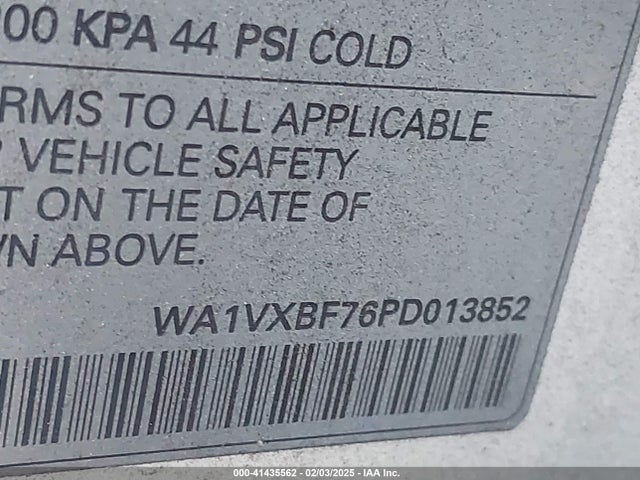 00 KPA 44 PSI COLD
RMS TO ALL APPLICABLE
VEHICLE SAFETY
T ON THE DATE OF
WN ABOVE.
WA1VXBF76PD013852
000-41435562 - 02/03/2025 - IAA Inc.